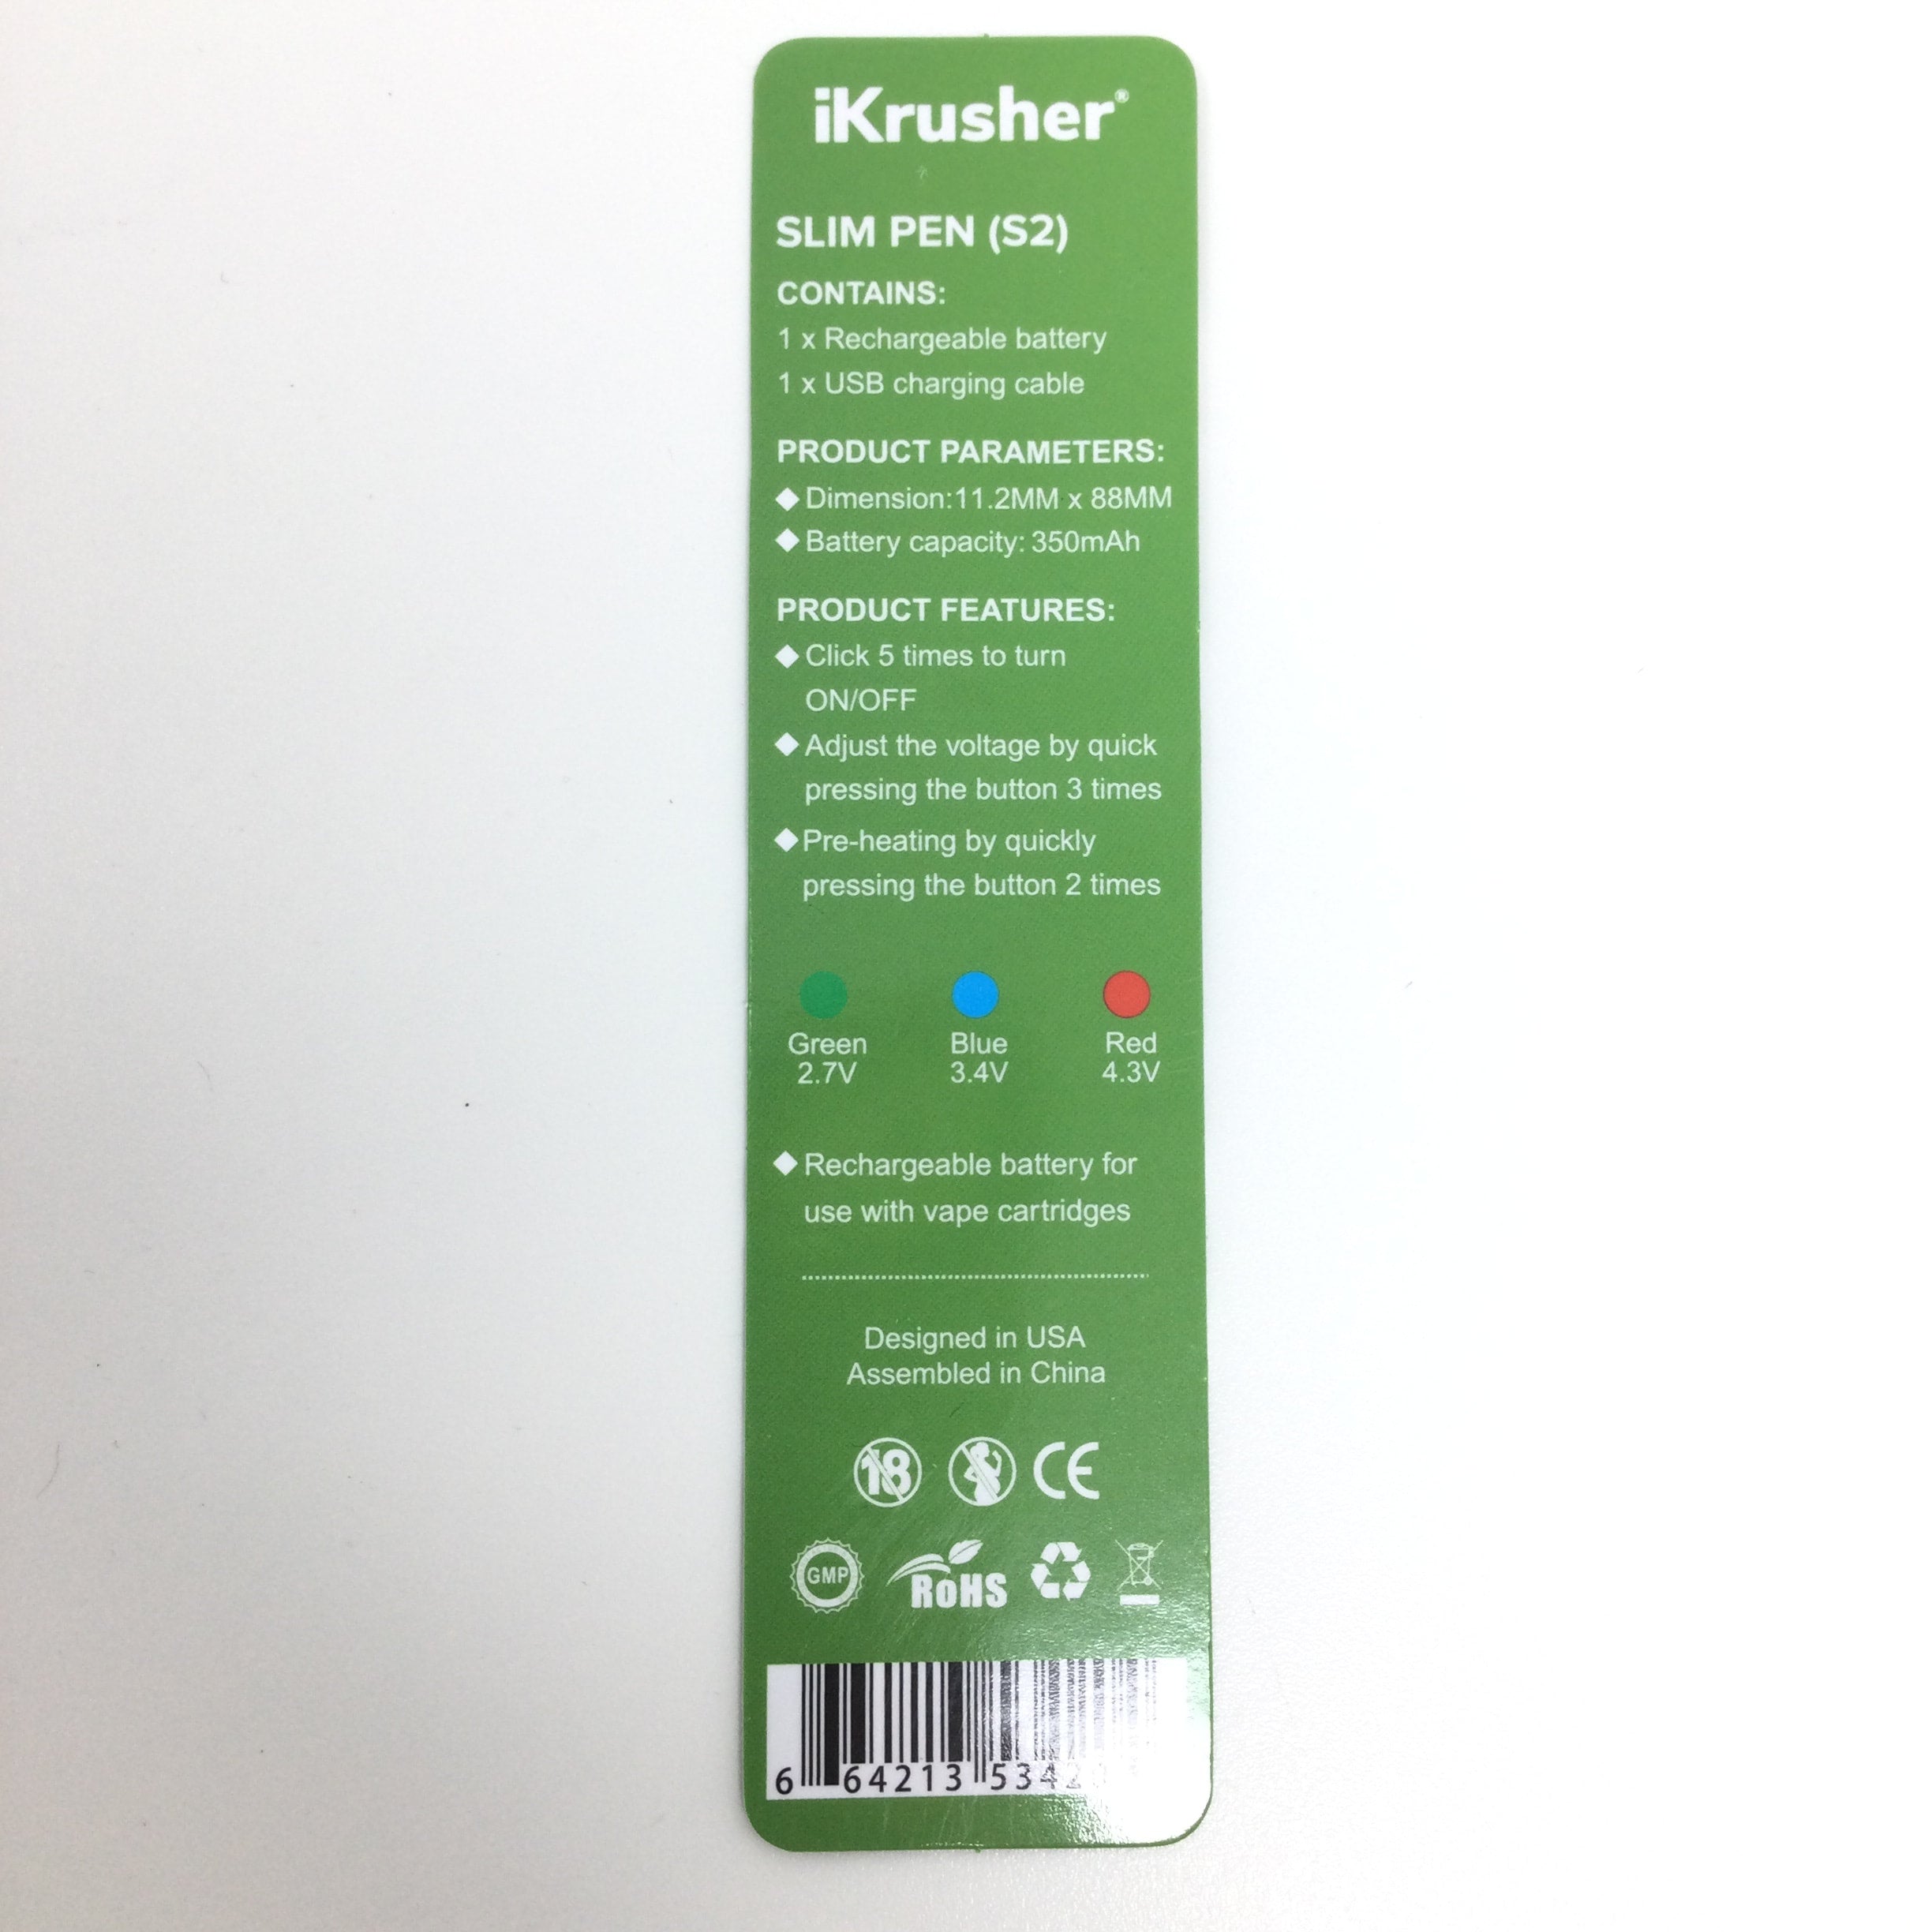 iKrusher®
SLIM PEN (S2)
CONTAINS:
1 x Rechargeable battery
1 x USB charging cable
PRODUCT PARAMETERS:
◆ Dimension:11.2MM x 88MM
◆ Battery capacity: 350mAh
PRODUCT FEATURES:
◆ Click 5 times to turn
ON/OFF
◆ Adjust the voltage by quick
pressing the button 3 times
◆ Pre-heating by quickly
pressing the button 2 times
Green Blue Red
2.7V 3.4V 4.3V
◆ Rechargeable battery for
use with vape cartridges
Designed in USA
Assembled in China
18 CE
GMP RoHS
6 64213